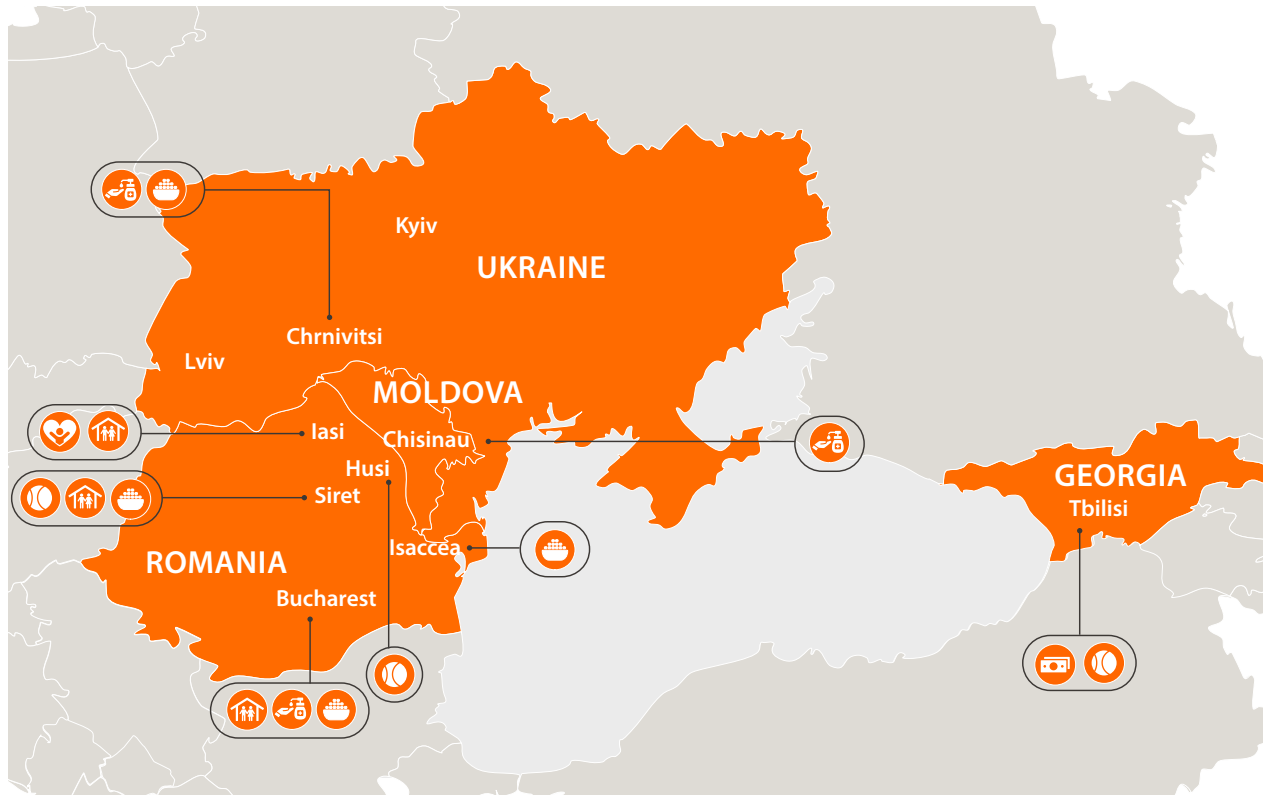 Kyiv
UKRAINE
Chrnivitsi
Lviv
MOLDOVA
Iasi
Chisinau
Husi
GEORGIA
Siret
Tbilisi
Isaccea
ROMANIA
Bucharest